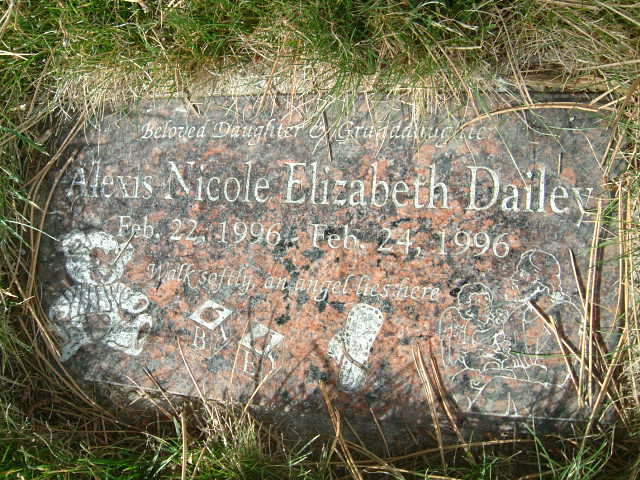 Beloved Daughter & Granddaughter
Alexis Nicole Elizabeth Dailey
Feb. 22, 1996 - Feb. 24, 1996
Walk softly, an angel lies here
B